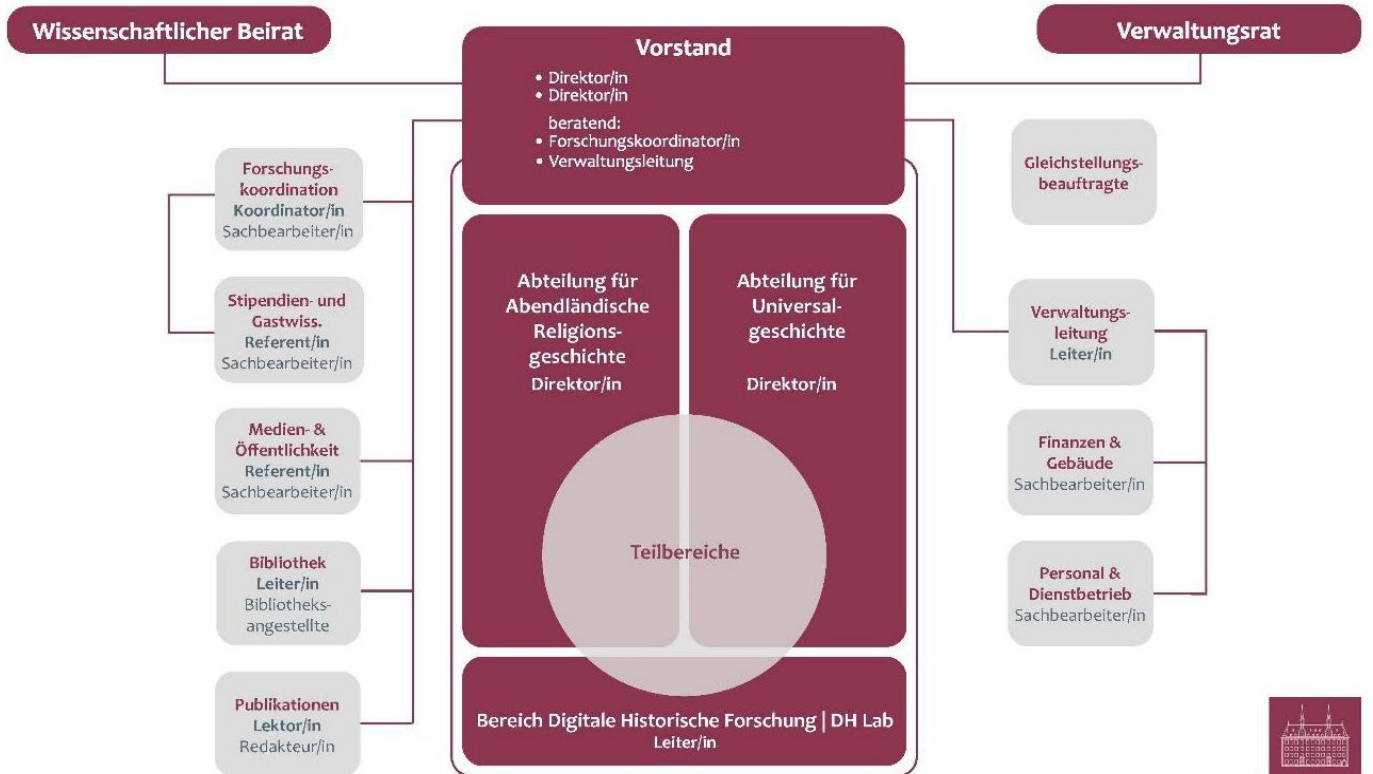 Wissenschaftlicher Beirat
Verwaltungsrat
Vorstand
• Direktor/in
• Direktor/in
beratend:
• Forschungskoordinator/in
• Verwaltungsleitung
Forschungs-
koordination
Koordinator/in
Sachbearbeiter/in
Stipendien- und
Gastwiss.
Referent/in
Sachbearbeiter/in
Medien- &
Öffentlichkeit
Referent/in
Sachbearbeiter/in
Bibliothek
Leiter/in
Bibliotheks-
angestellte
Publikationen
Lektor/in
Redakteur/in
Abteilung für
Abendländische
Religions-
geschichte
Direktor/in
Abteilung für
Universal-
geschichte
Direktor/in
Teilbereiche
Bereich Digitale Historische Forschung | DH Lab
Leiter/in
Gleichstellungs-
beauftragte
Verwaltungs-
leitung
Leiter/in
Finanzen &
Gebäude
Sachbearbeiter/in
Personal &
Dienstbetrieb
Sachbearbeiter/in